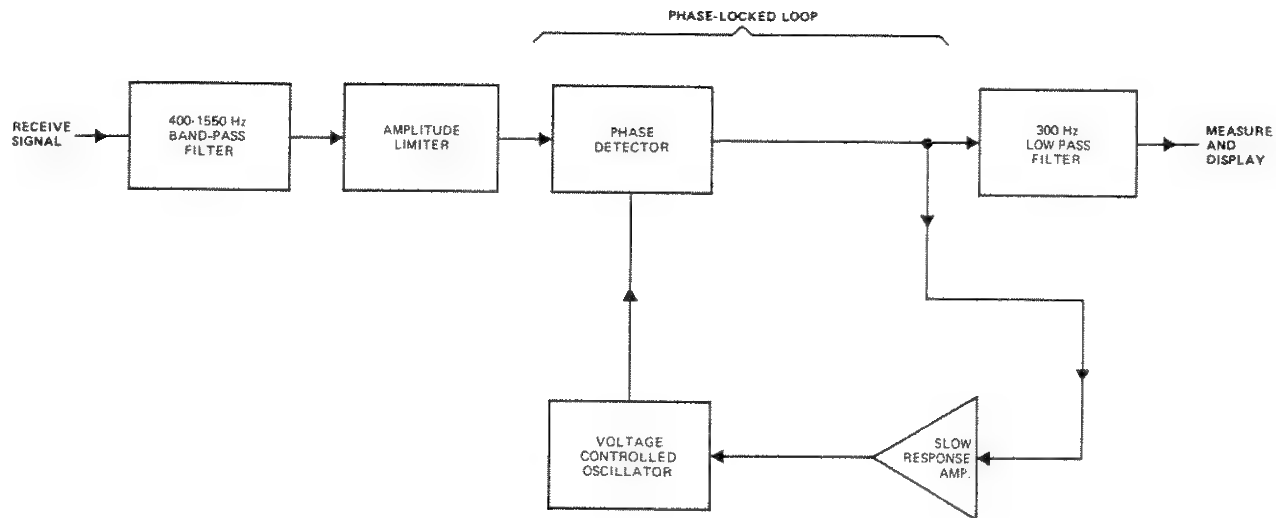 PHASE-LOCKED LOOP
RECEIVE
SIGNAL
400-1550 Hz
BAND-PASS
FILTER
AMPLITUDE
LIMITER
PHASE
DETECTOR
300 Hz
LOW PASS
FILTER
MEASURE
AND
DISPLAY
VOLTAGE
CONTROLLED
OSCILLATOR
SLOW
RESPONSE
AMP.